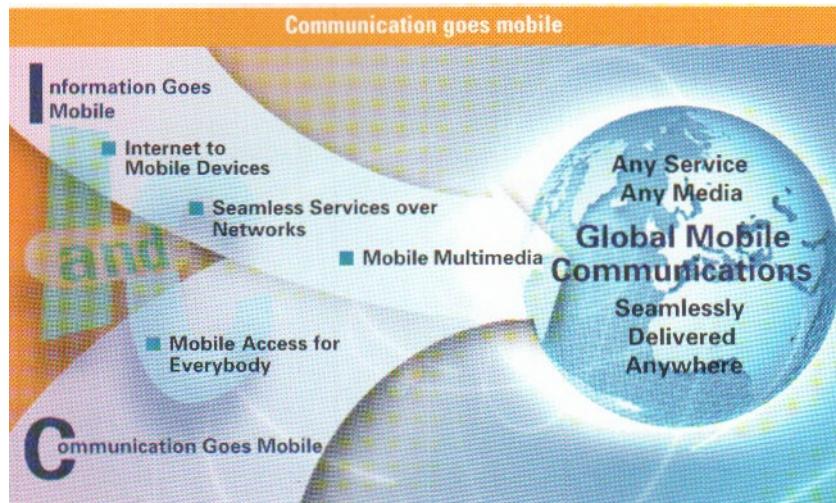 Communication goes mobile
Information Goes
Mobile
Internet to
Mobile Devices
Seamless Services over
Networks
and
Mobile Multimedia
Mobile Access for
Everybody
Communication Goes Mobile
Any Service
Any Media
Global Mobile
Communications
Seamlessly
Delivered
Anywhere